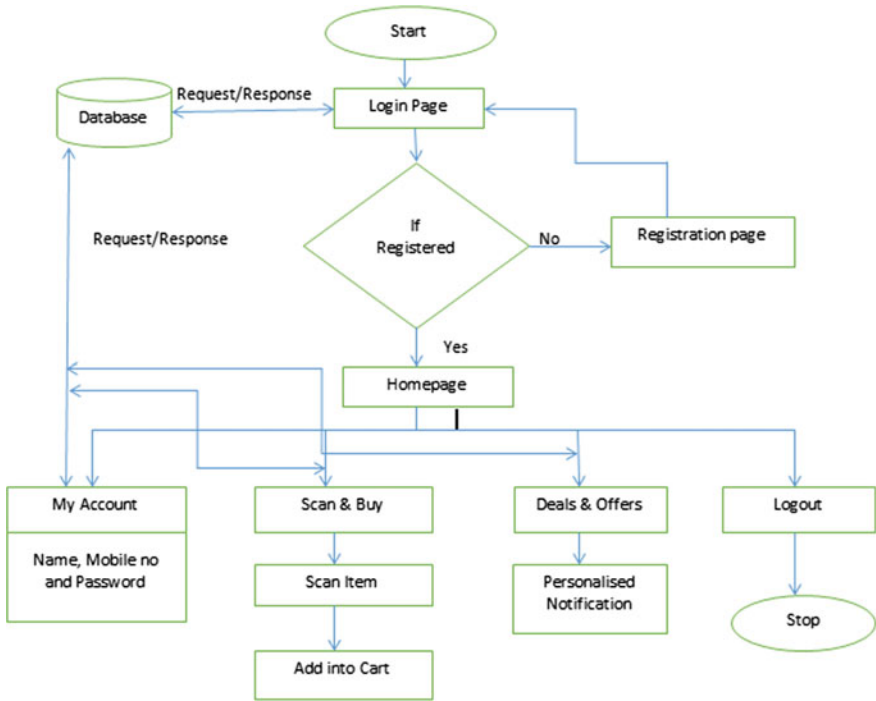 Start
Request/Response
Login Page
Database
If
Registered
No
Registration page
Request/Response
Yes
Homepage
My Account
Scan & Buy
Deals & Offers
Logout
Name, Mobile no
and Password
Scan Item
Personalised
Notification
Stop
Add into Cart